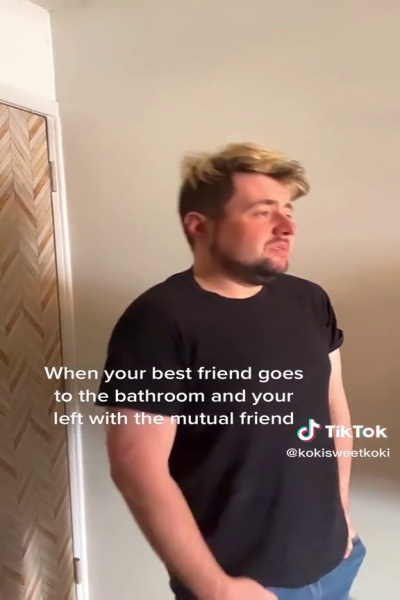 When your best friend goes
to the bathroom and your
left with the mutual friend
TikTok
@kokisweetkoki